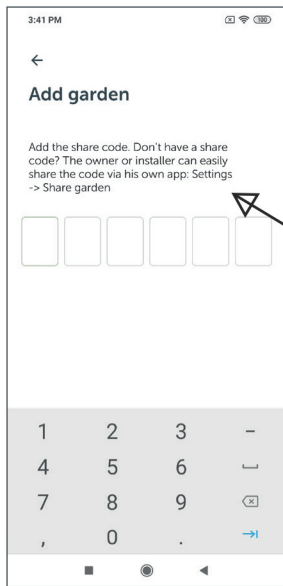 3:41 PM
100
Add garden
Add the share code. Don't have a share
code? The owner or installer can easily
share the code via his own app: Settings
-> Share garden
1 2 3 -
4 5 6
7 8 9
, 0 .